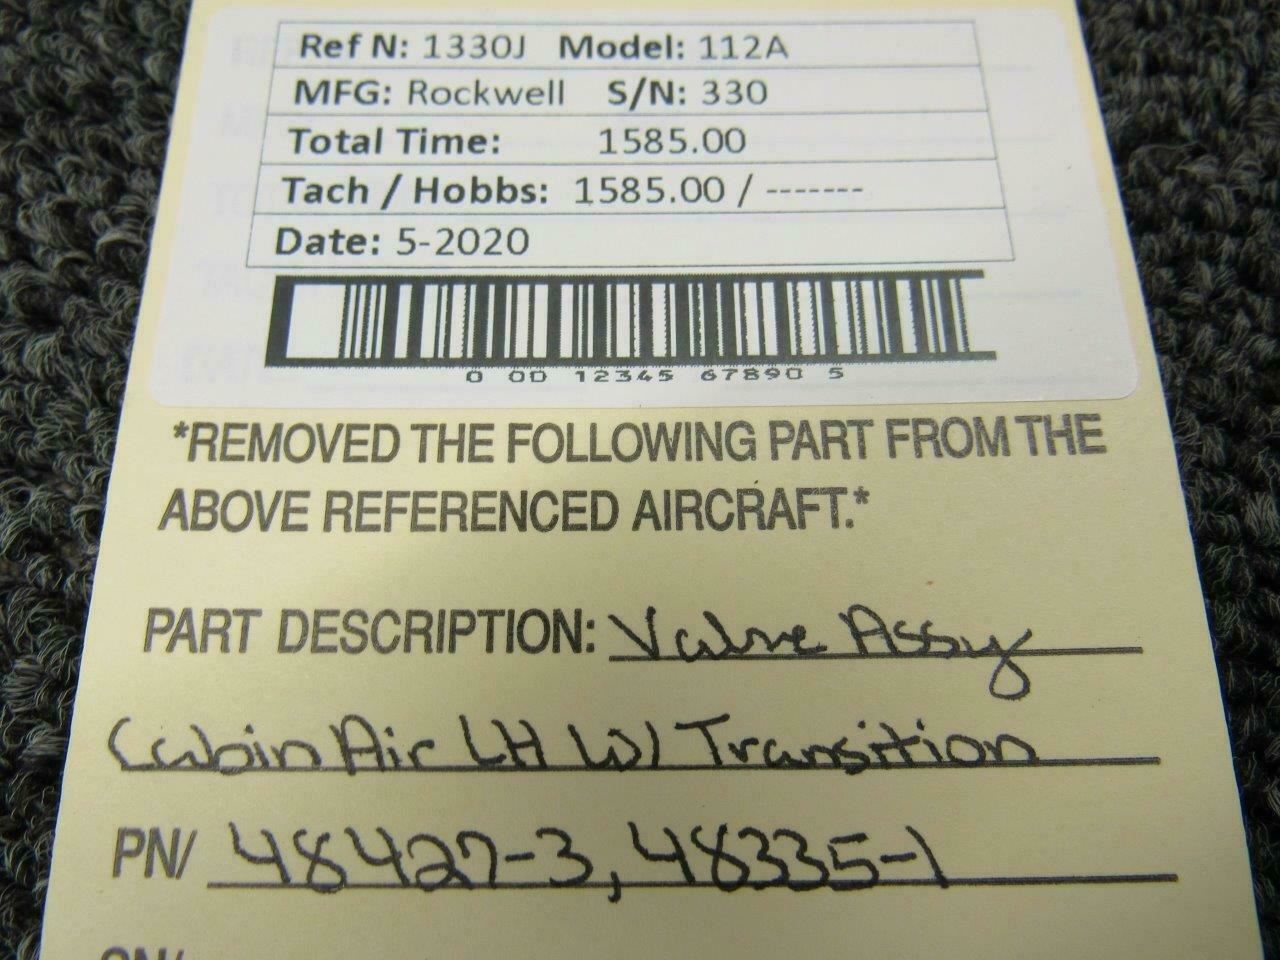 Ref N: 1330J Model: 112A
MFG: Rockwell S/N: 330
Total Time: 1585.00
Tach / Hobbs: 1585.00 / -------
Date: 5-2020
0 00 12345 67890 5
*REMOVED THE FOLLOWING PART FROM THE
ABOVE REFERENCED AIRCRAFT.*
PART DESCRIPTION: Valve Assy
Cabin Air LH W/ Transition
PN/ 48427-3, 48335-1
SN/